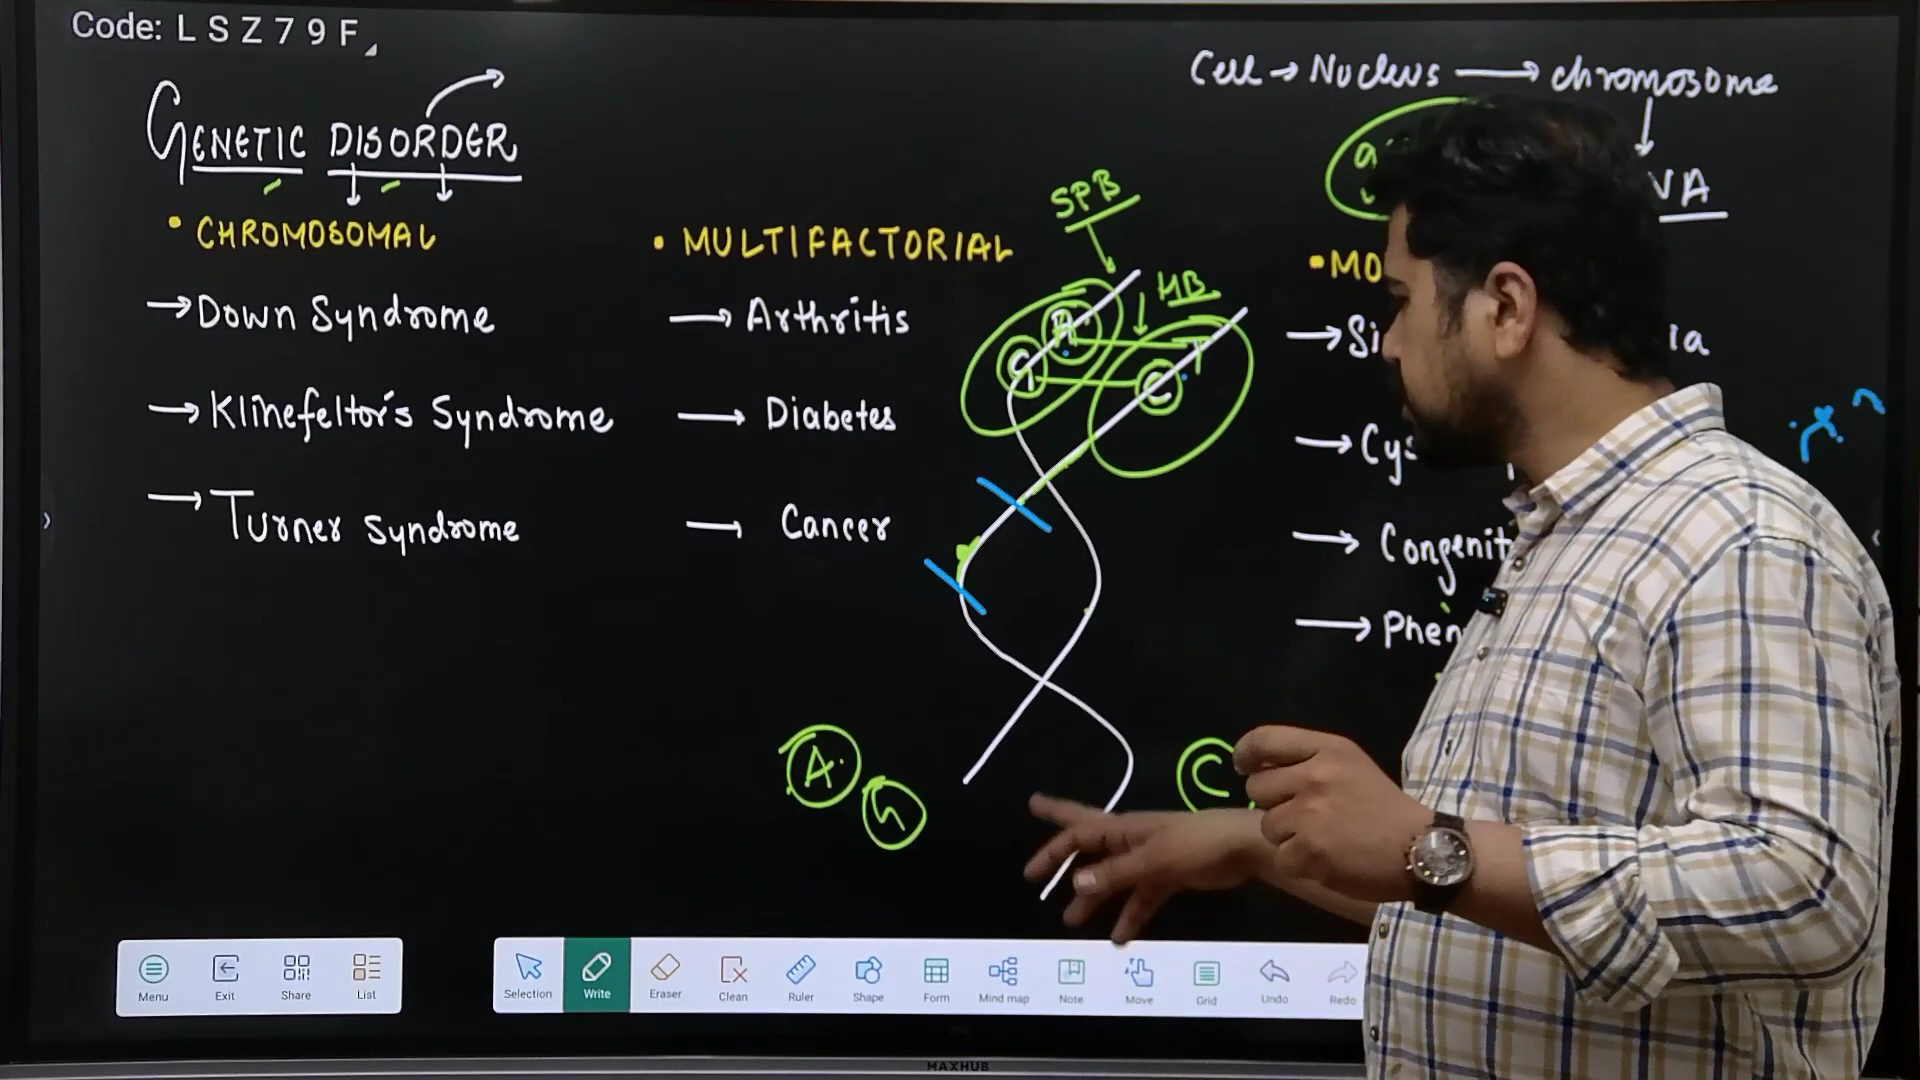 Code: LSZ79F
Cell → Nucleus → chromosome
GENETIC DISORDER
SPB
• CHROMOSOMAL
• MULTIFACTORIAL
HB
→ Down Syndrome
→ Arthritis
A
T
G
C
→ Klinefeltor's Syndrome
→ Diabetes
→ Turner Syndrome
→ Cancer
A
G
C
Menu
Exit
Share
List
Selection
Write
Eraser
Clean
Ruler
Shape
Form
Mind map
Note
Move
Grid
Undo
Redo
MAXHUB